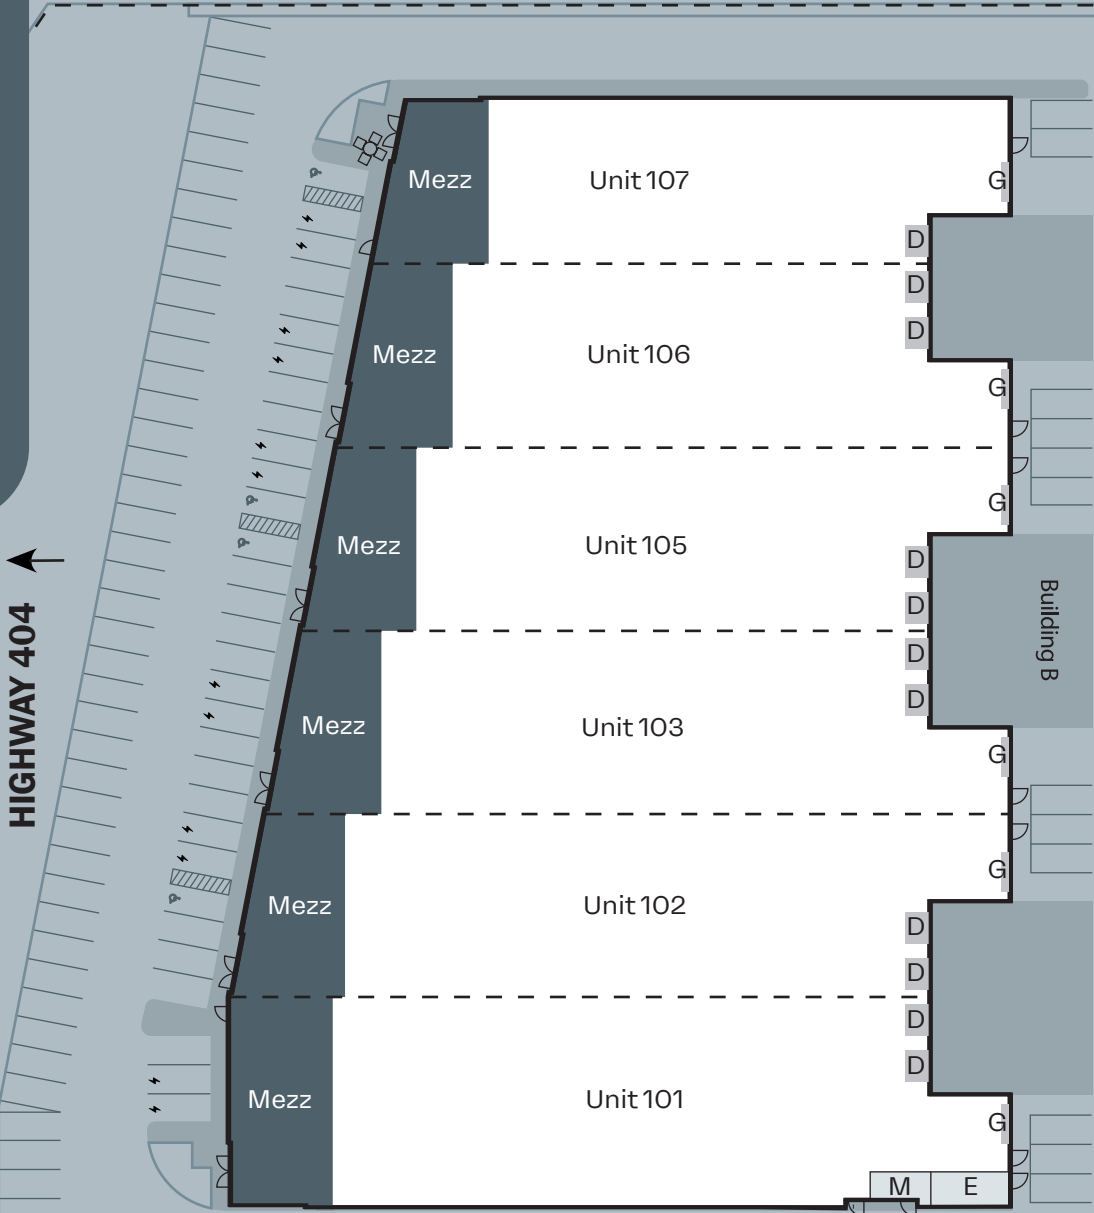 Mezz
Unit 107
G
D
D
D
Mezz
Unit 106
G
G
Mezz
Unit 105
D
D
Building B
HIGHWAY 404
D
D
Mezz
Unit 103
G
G
Mezz
Unit 102
D
D
D
D
Mezz
Unit 101
G
M
E